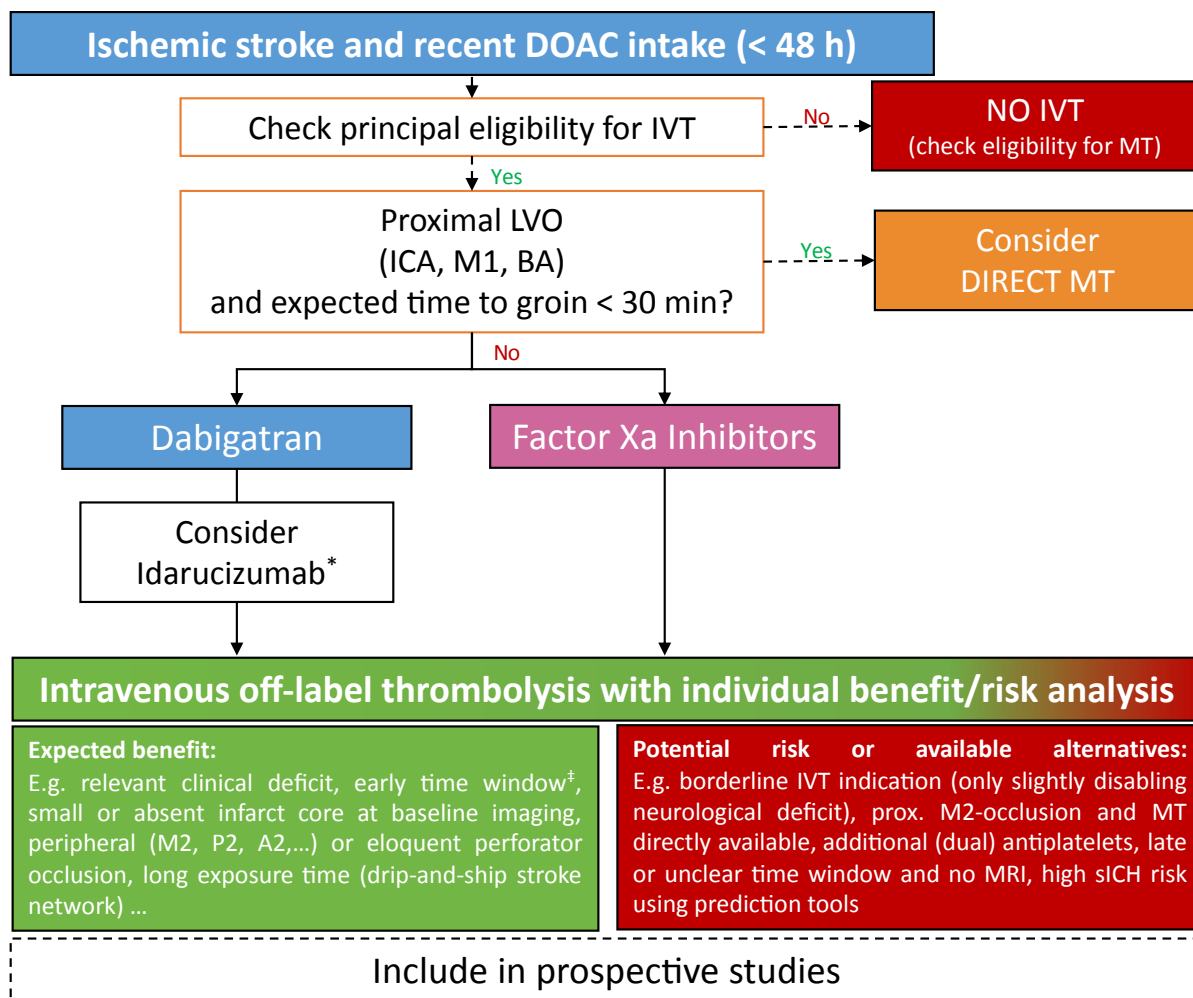 Ischemic stroke and recent DOAC intake (< 48 h)
Check principal eligibility for IVT
No
NO IVT
(check eligibility for MT)
Yes
Proximal LVO
(ICA, M1, BA)
and expected time to groin < 30 min?
Yes
Consider
DIRECT MT
No
Dabigatran
Factor Xa Inhibitors
Consider
Idarucizumab*
Intravenous off-label thrombolysis with individual benefit/risk analysis
Expected benefit:
E.g. relevant clinical deficit, early time window‡,
small or absent infarct core at baseline imaging,
peripheral (M2, P2, A2,...) or eloquent perforator
occlusion, long exposure time (drip-and-ship stroke
network) ...
Potential risk or available alternatives:
E.g. borderline IVT indication (only slightly disabling
neurological deficit), prox. M2-occlusion and MT
directly available, additional (dual) antiplatelets, late
or unclear time window and no MRI, high sICH risk
using prediction tools
Include in prospective studies